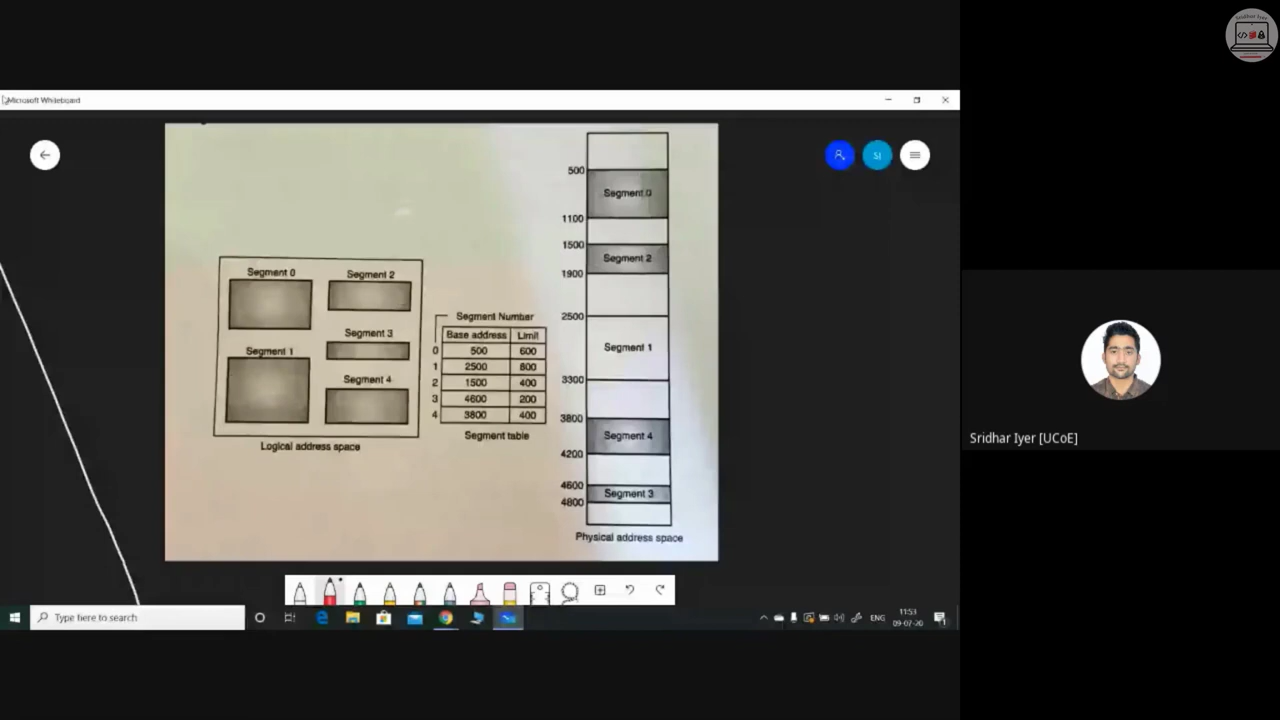 Sridhar Iyer
Microsoft Whiteboard
SI
Segment 0
Segment 2
Segment 3
Segment 1
Segment 4
Logical address space
Segment Number
Base address Limit
0 500 600
1 2500 800
2 1500 400
3 4600 200
4 3800 400
Segment table
500
Segment 0
1100
1500
Segment 2
1900
2500
Segment 1
3300
3800
Segment 4
4200
4600
Segment 3
4800
Physical address space
Sridhar Iyer [UCoE]
Type here to search
ENG
11:53
09-07-20